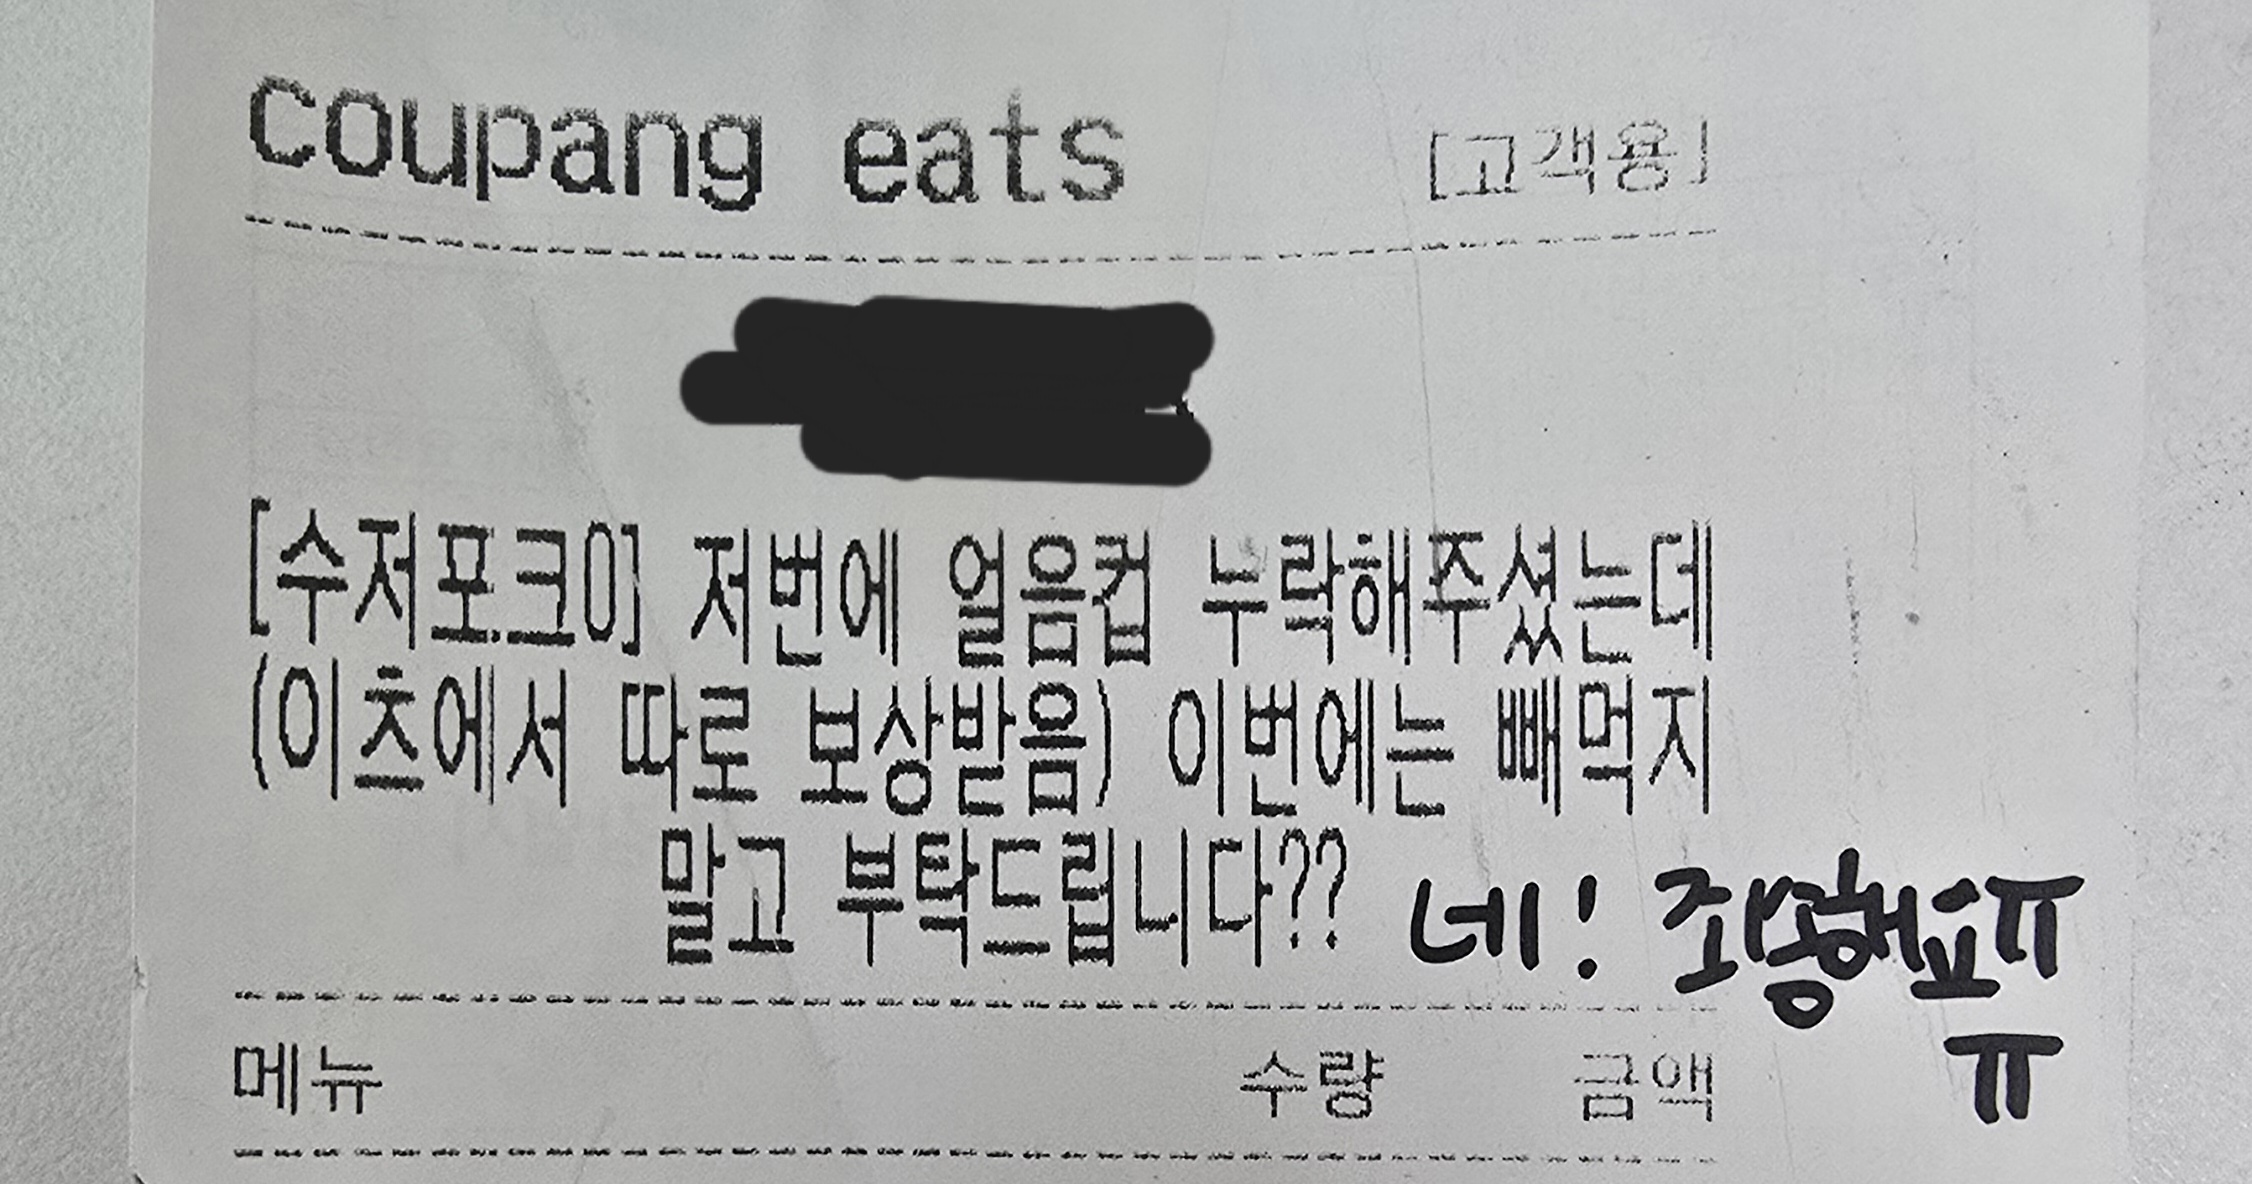 coupang eats [고객용]
[수저포크0] 저번에 얼음컵 누락해주셨는데
(이츠에서 따로 보상받음) 이번에는 빼먹지
말고 부탁드립니다?? 네! 좌송해요ㅠ
ㅠ
메뉴 수량 금액